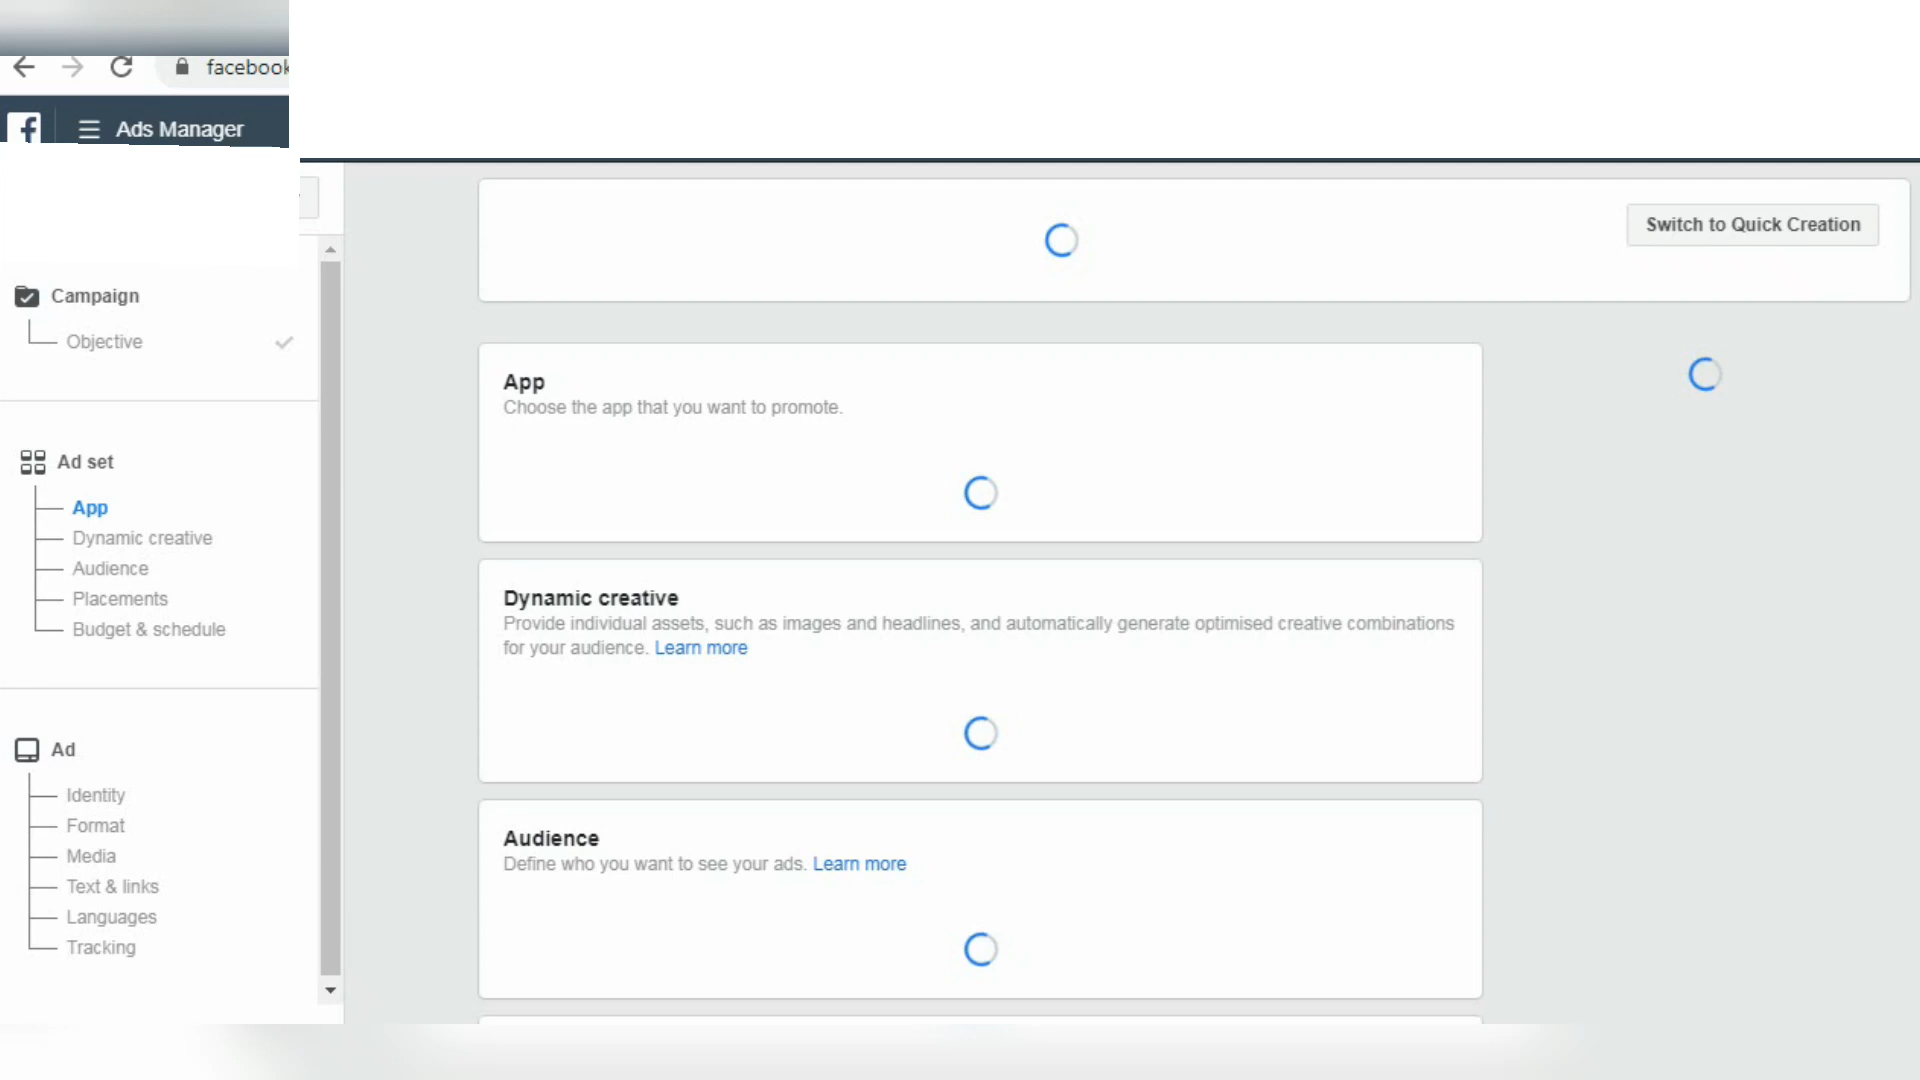 facebook
Ads Manager
Switch to Quick Creation
Campaign
Objective
App
Choose the app that you want to promote.
Ad set
App
Dynamic creative
Audience
Placements
Budget & schedule
Dynamic creative
Provide individual assets, such as images and headlines, and automatically generate optimised creative combinations
for your audience. Learn more
Ad
Identity
Format
Media
Text & links
Languages
Tracking
Audience
Define who you want to see your ads. Learn more